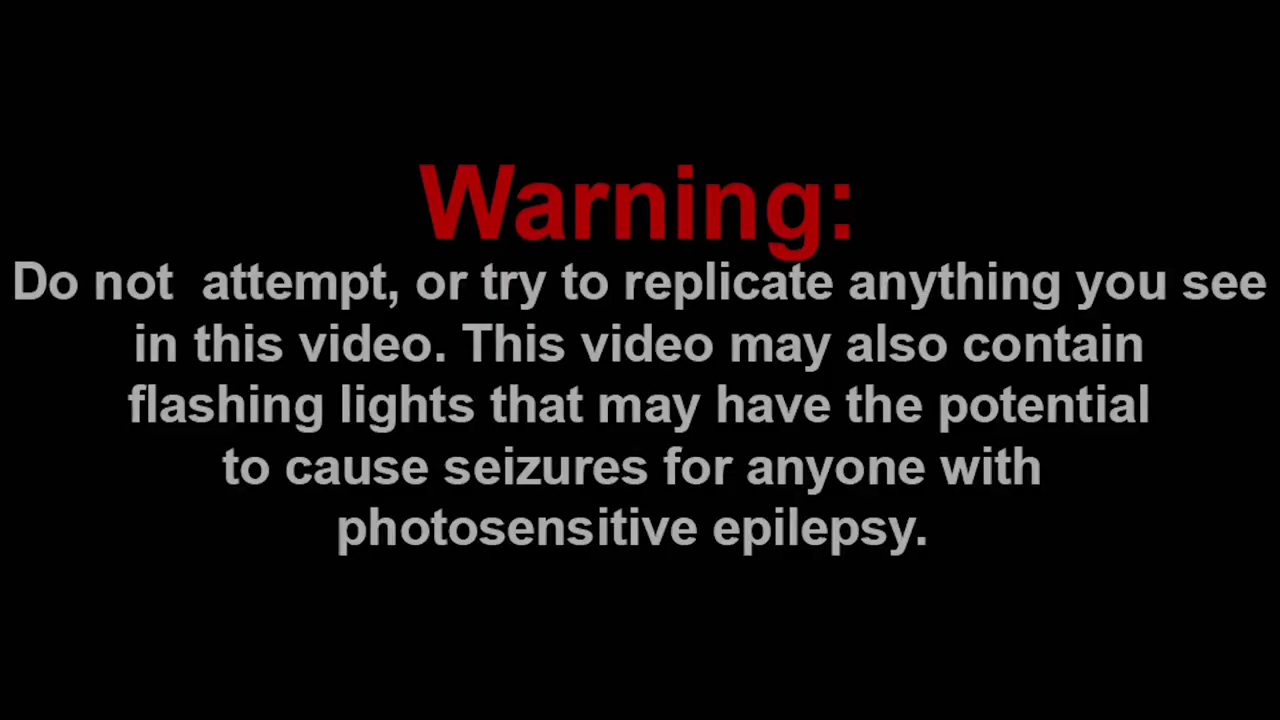 Warning:
Do not  attempt, or try to replicate anything you see
in this video. This video may also contain
flashing lights that may have the potential
to cause seizures for anyone with
photosensitive epilepsy.